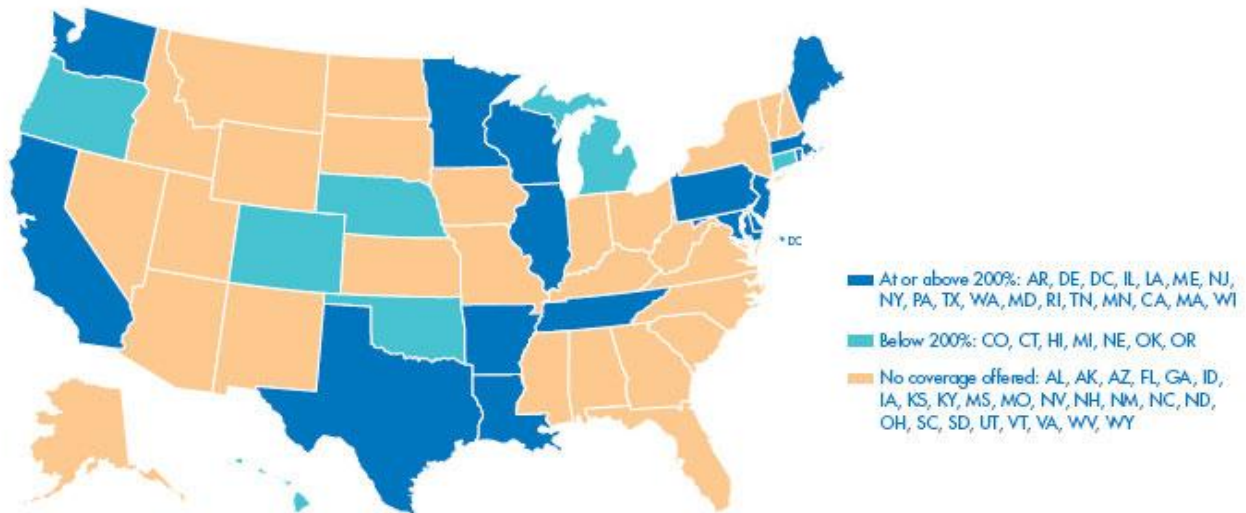 * DC
At or above 200%: AR, DE, DC, IL, LA, ME, NJ,
NY, PA, TX, WA, MD, RI, TN, MN, CA, MA, WI
Below 200%: CO, CT, HI, MI, NE, OK, OR
No coverage offered: AL, AK, AZ, FL, GA, ID,
IA, KS, KY, MS, MO, NV, NH, NM, NC, ND,
OH, SC, SD, UT, VT, VA, WV, WY